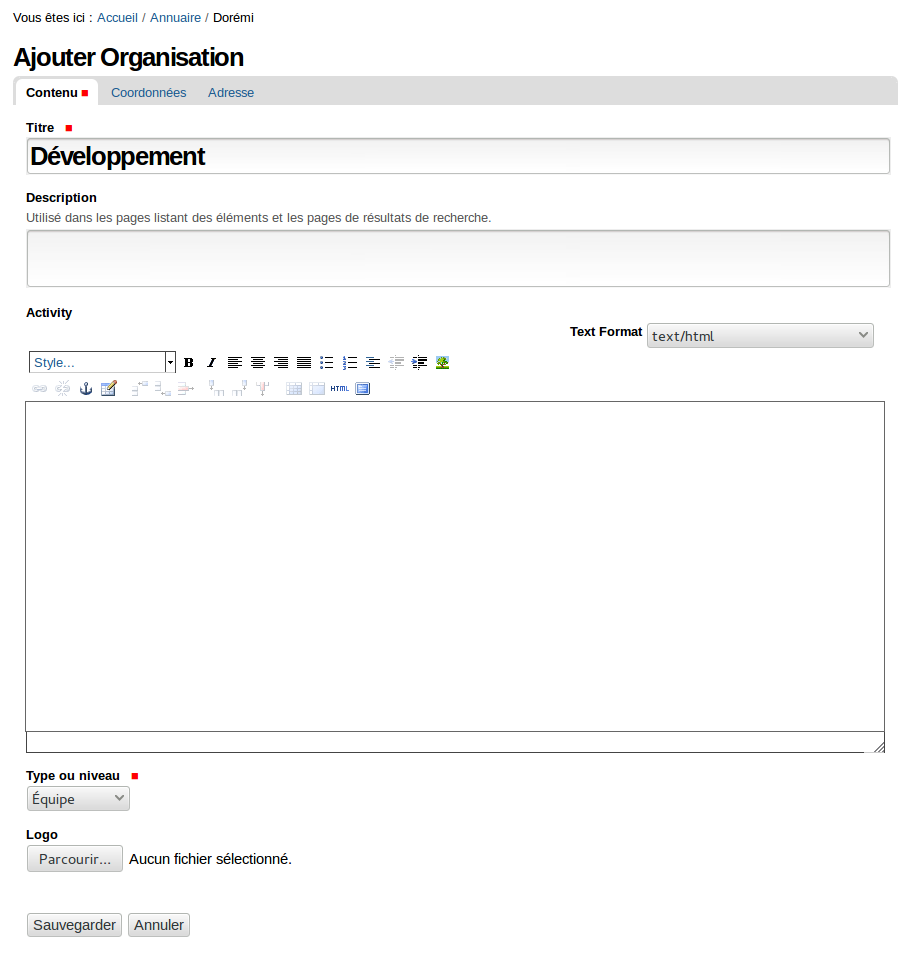 Vous êtes ici : Accueil / Annuaire / Dorémi
Ajouter Organisation
Contenu Coordonnées Adresse
Titre
Développement
Description
Utilisé dans les pages listant des éléments et les pages de résultats de recherche.
Activity
Text Format text/html
Style... B I
HTML
Type ou niveau
Équipe
Logo
Parcourir... Aucun fichier sélectionné.
Sauvegarder Annuler